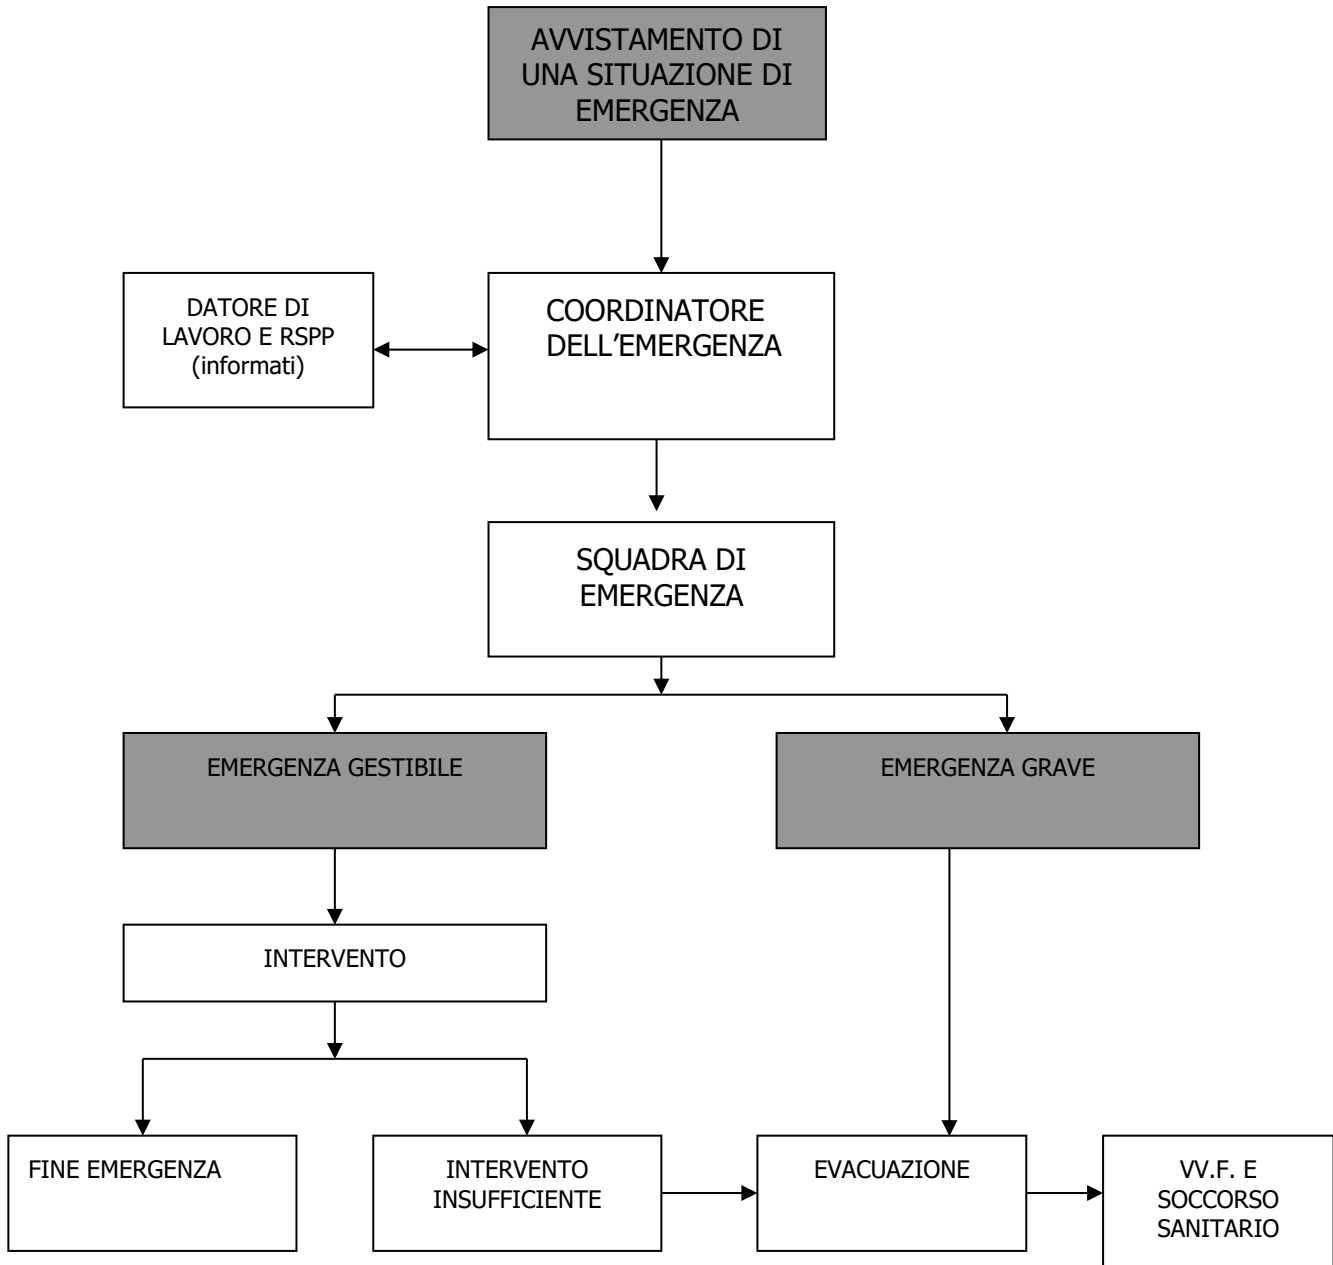 AVVISTAMENTO DI
UNA SITUAZIONE DI
EMERGENZA
DATORE DI
LAVORO E RSPP
(informati)
COORDINATORE
DELL’EMERGENZA
SQUADRA DI
EMERGENZA
EMERGENZA GESTIBILE
EMERGENZA GRAVE
INTERVENTO
FINE EMERGENZA
INTERVENTO
INSUFFICIENTE
EVACUAZIONE
VV.F. E
SOCCORSO
SANITARIO